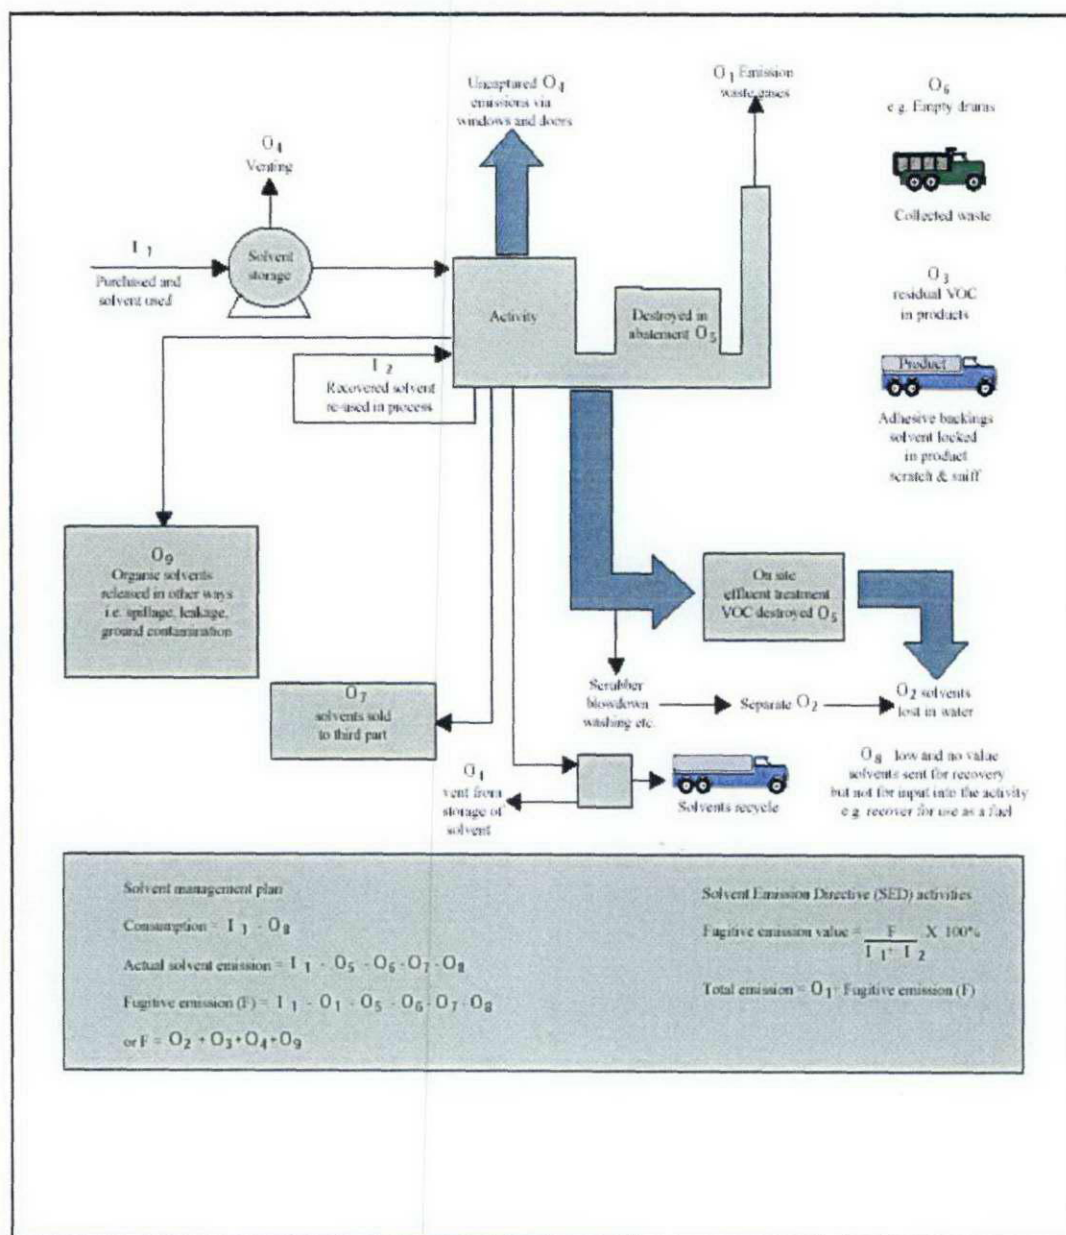 Uncaptured O4
emissions via
windows and doors
O1 Emission
waste gases
O6
e.g. Empty drums
O4
Venting
Collected waste
I1
Purchased and
solvent used
Solvent
storage
Activity
Destroyed in
abatement O5
O3
residual VOC
in products
I2
Recovered solvent
re-used in process
Product
Adhesive backings
solvent locked
in product
scratch & sniff
O9
Organic solvents
released in other ways
i.e. spillage, leakage,
ground contamination
On site
effluent treatment
VOC destroyed O5
O7
solvents sold
to third part
Scrubber
blowdown
washing etc.
Separate O2
O2 solvents
lost in water
O4
vent from
storage of
solvent
Solvents recycle
O8 low and no value
solvents sent for recovery
but not for input into the activity
e.g. recover for use as a fuel
Solvent management plan
Consumption = I1 - O8
Actual solvent emission = I1 - O5 - O6 - O7 - O8
Fugitive emission (F) = I1 - O1 - O5 - O6 - O7 - O8
or F = O2 + O3 + O4 + O9
Solvent Emission Directive (SED) activities
Fugitive emission value = F X 100%
I1 + I2
Total emission = O1 + Fugitive emission (F)